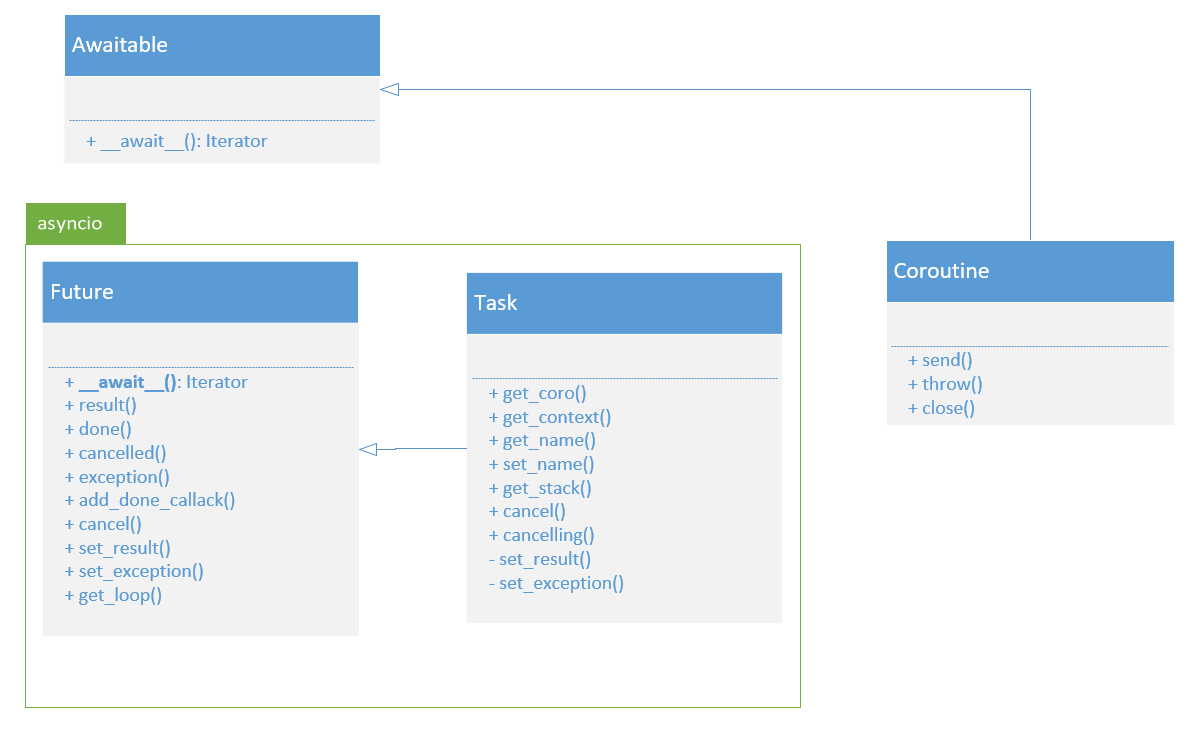 Awaitable
+ __await__(): Iterator
asyncio
Future
+ __await__(): Iterator
+ result()
+ done()
+ cancelled()
+ exception()
+ add_done_callack()
+ cancel()
+ set_result()
+ set_exception()
+ get_loop()
Task
+ get_coro()
+ get_context()
+ get_name()
+ set_name()
+ get_stack()
+ cancel()
+ cancelling()
- set_result()
- set_exception()
Coroutine
+ send()
+ throw()
+ close()